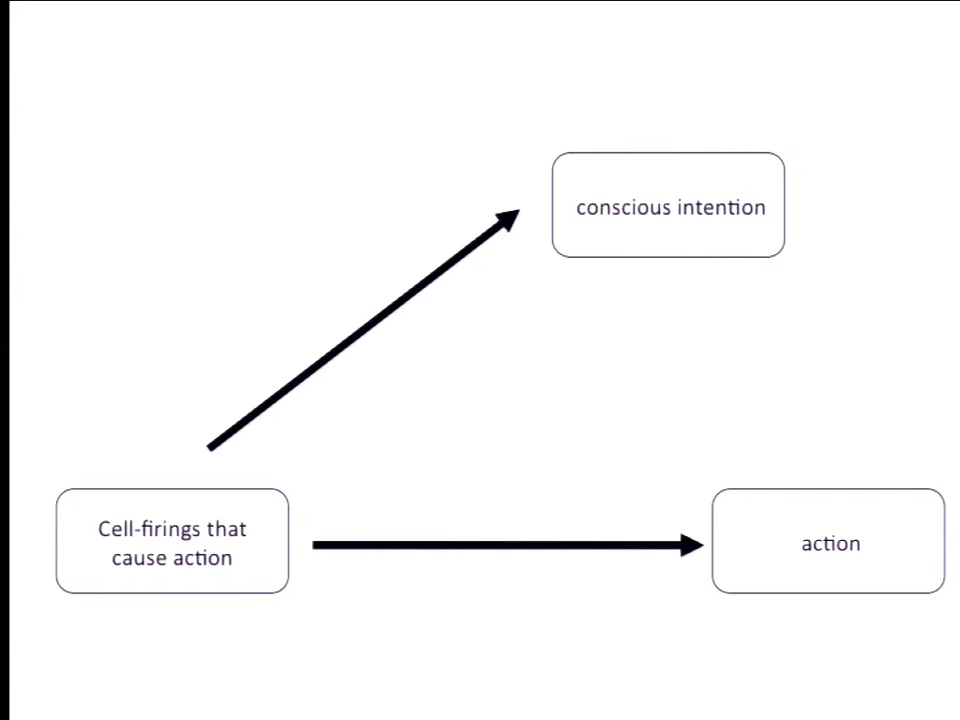 conscious intention
Cell-firings that
cause action
action